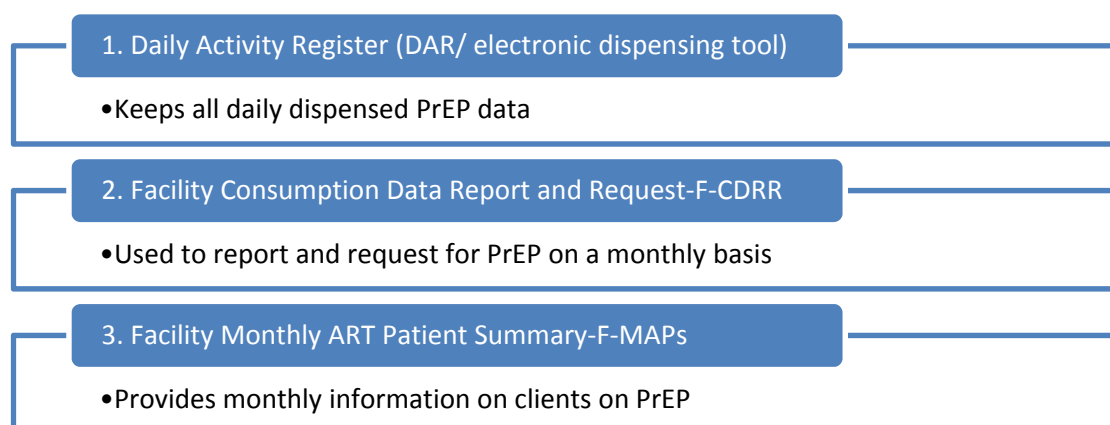 1. Daily Activity Register (DAR/ electronic dispensing tool)
•Keeps all daily dispensed PrEP data
2. Facility Consumption Data Report and Request-F-CDRR
•Used to report and request for PrEP on a monthly basis
3. Facility Monthly ART Patient Summary-F-MAPs
•Provides monthly information on clients on PrEP